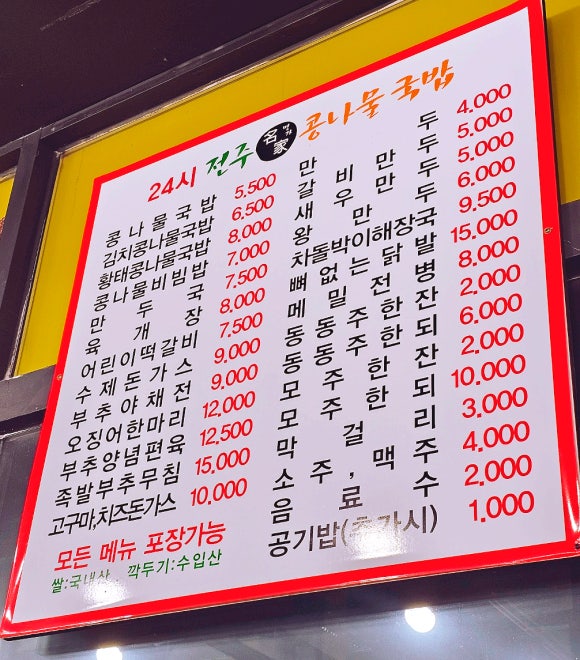 24시 전주 名家 명가 콩나물국밥
콩나물국밥 5,500
김치콩나물국밥 6,500
황태콩나물국밥 8,000
콩나물비빔밥 7,000
만두국 7,500
육개장 8,000
어린이떡갈비 7,500
수제돈가스 9,000
부추야채전 9,000
오징어한마리 12,000
부추양념편육 12,500
족발부추무침 15,000
고구마,치즈돈가스 10,000
모든 메뉴 포장가능
쌀:국내산, 깍두기:수입산
만두 4,000
갈비만두 5,000
새우만두 5,000
왕만두 6,000
차돌박이해장국 9,500
뼈없는닭발 15,000
메밀전병 8,000
동동주한잔 2,000
동동주한되 6,000
모주한잔 2,000
모주한되 10,000
막걸리 3,000
소주,맥주 4,000
음료수 2,000
공기밥(추가시) 1,000